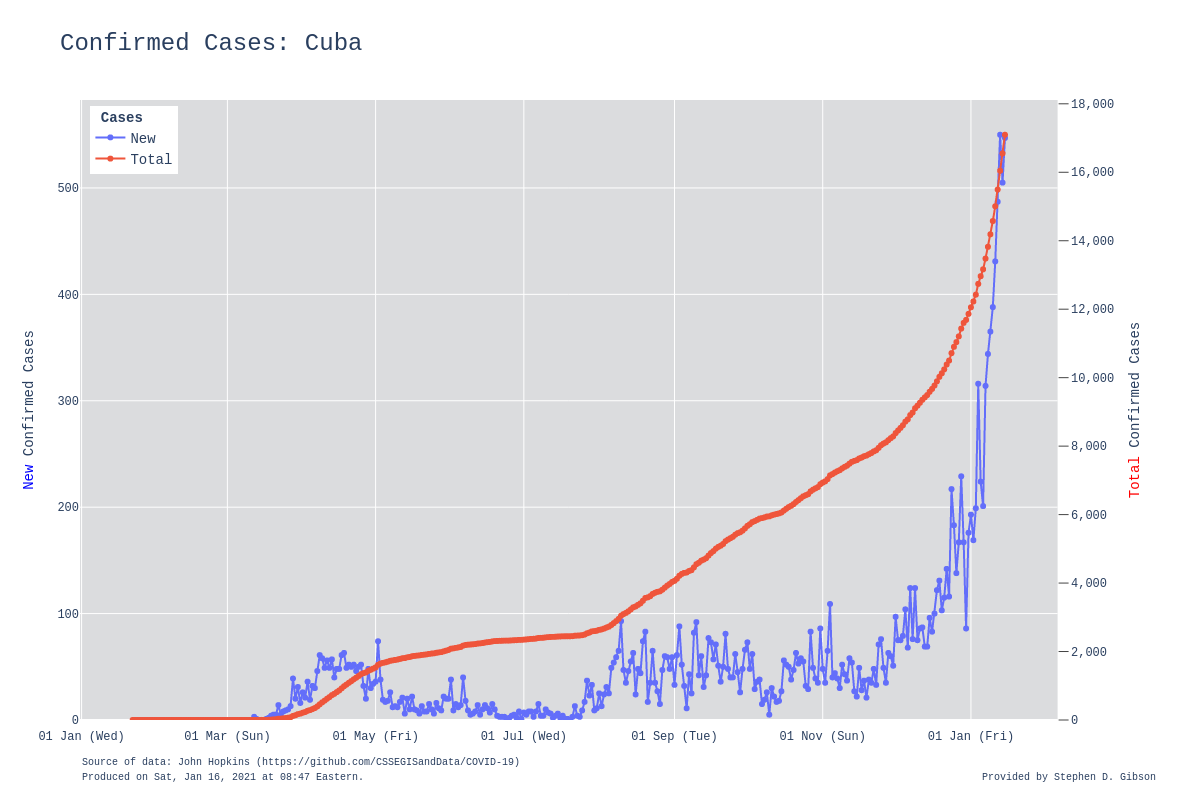 Confirmed Cases: Cuba
Cases
New
Total
18,000
16,000
14,000
12,000
10,000
8,000
6,000
4,000
2,000
0
500
400
300
200
100
0
New Confirmed Cases
Total Confirmed Cases
01 Jan (Wed) 01 Mar (Sun) 01 May (Fri) 01 Jul (Wed) 01 Sep (Tue) 01 Nov (Sun) 01 Jan (Fri)
Source of data: John Hopkins (https://github.com/CSSEGISandData/COVID-19)
Produced on Sat, Jan 16, 2021 at 08:47 Eastern.
Provided by Stephen D. Gibson